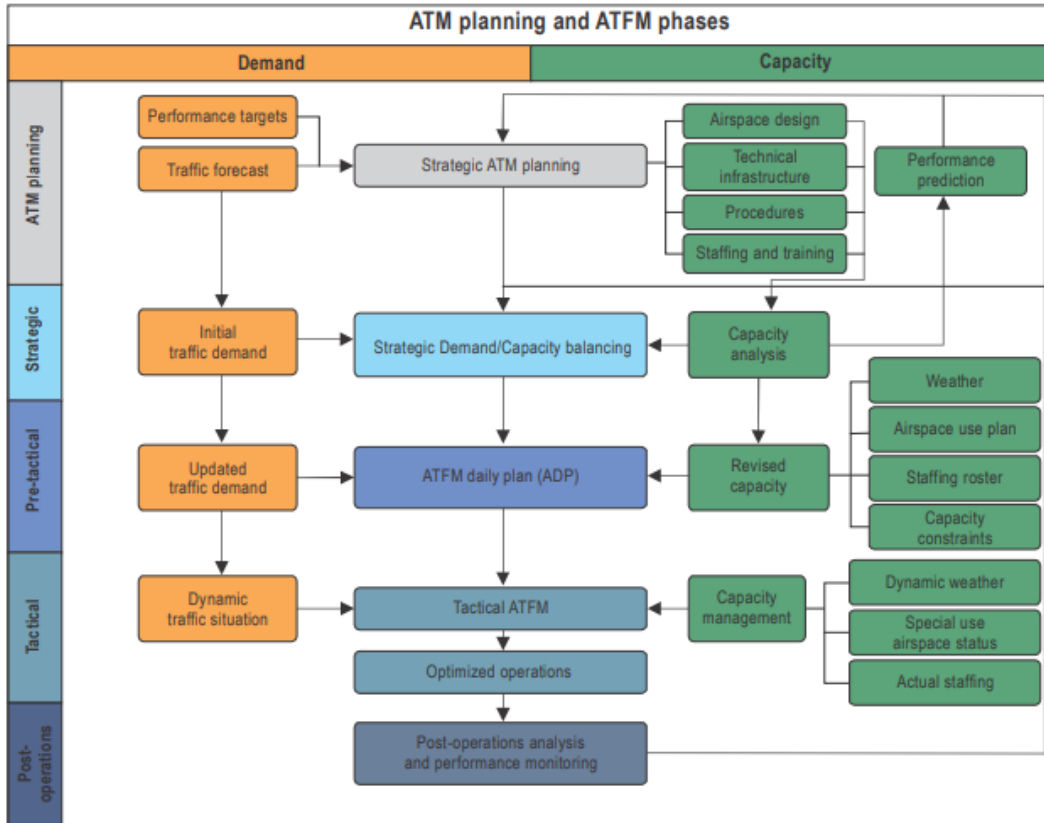 ATM planning and ATFM phases
Demand
Capacity
ATM planning
Performance targets
Traffic forecast
Strategic ATM planning
Airspace design
Technical
infrastructure
Procedures
Staffing and training
Performance
prediction
Strategic
Initial
traffic demand
Strategic Demand/Capacity balancing
Capacity
analysis
Pre-tactical
Updated
traffic demand
ATFM daily plan (ADP)
Revised
capacity
Weather
Airspace use plan
Staffing roster
Capacity
constraints
Tactical
Dynamic
traffic situation
Tactical ATFM
Optimized operations
Capacity
management
Dynamic weather
Special use
airspace status
Actual staffing
Post-
operations
Post-operations analysis
and performance monitoring